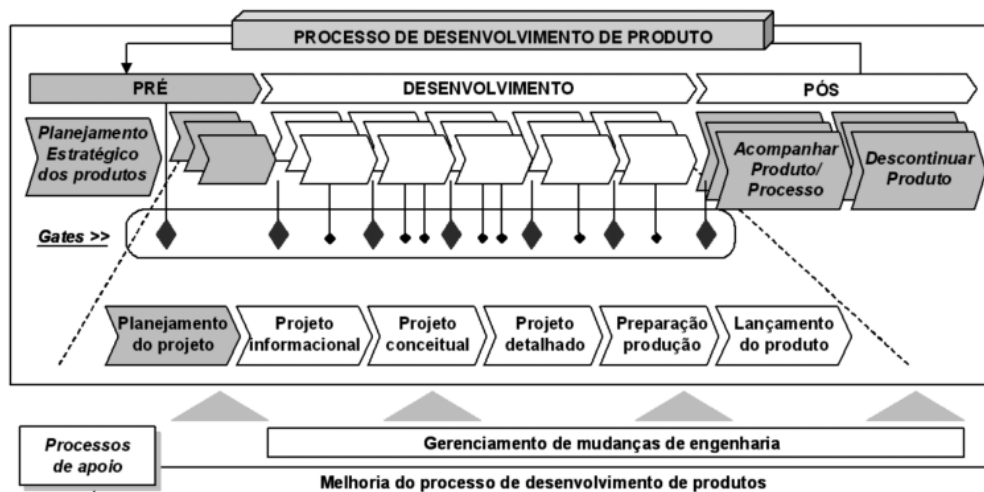 PROCESSO DE DESENVOLVIMENTO DE PRODUTO
PRÉ
DESENVOLVIMENTO
PÓS
Planejamento
Estratégico
dos produtos
Acompanhar
Produto/
Processo
Descontinuar
Produto
Gates >>
Planejamento
do projeto
Projeto
informacional
Projeto
conceitual
Projeto
detalhado
Preparação
produção
Lançamento
do produto
Processos
de apoio
Gerenciamento de mudanças de engenharia
Melhoria do processo de desenvolvimento de produtos